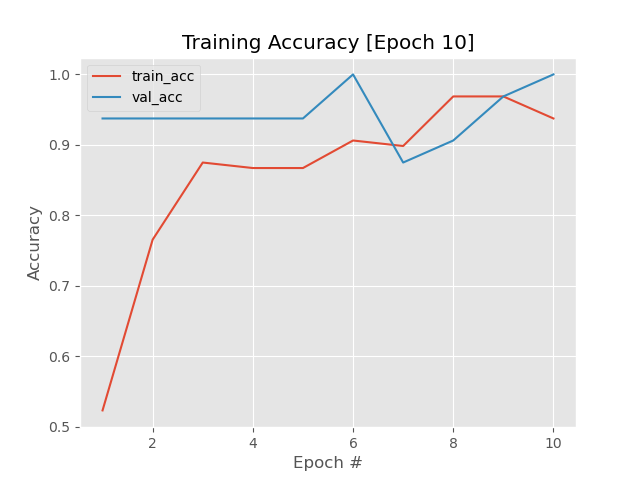 Training Accuracy [Epoch 10]
train_acc
val_acc
1.0
0.9
0.8
0.7
0.6
0.5
Accuracy
2 4 6 8 10
Epoch #